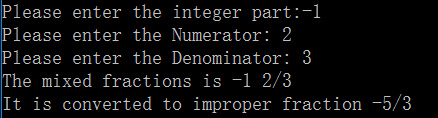 Please enter the integer part:-1
Please enter the Numerator: 2
Please enter the Denominator: 3
The mixed fractions is -1 2/3
It is converted to improper fraction -5/3